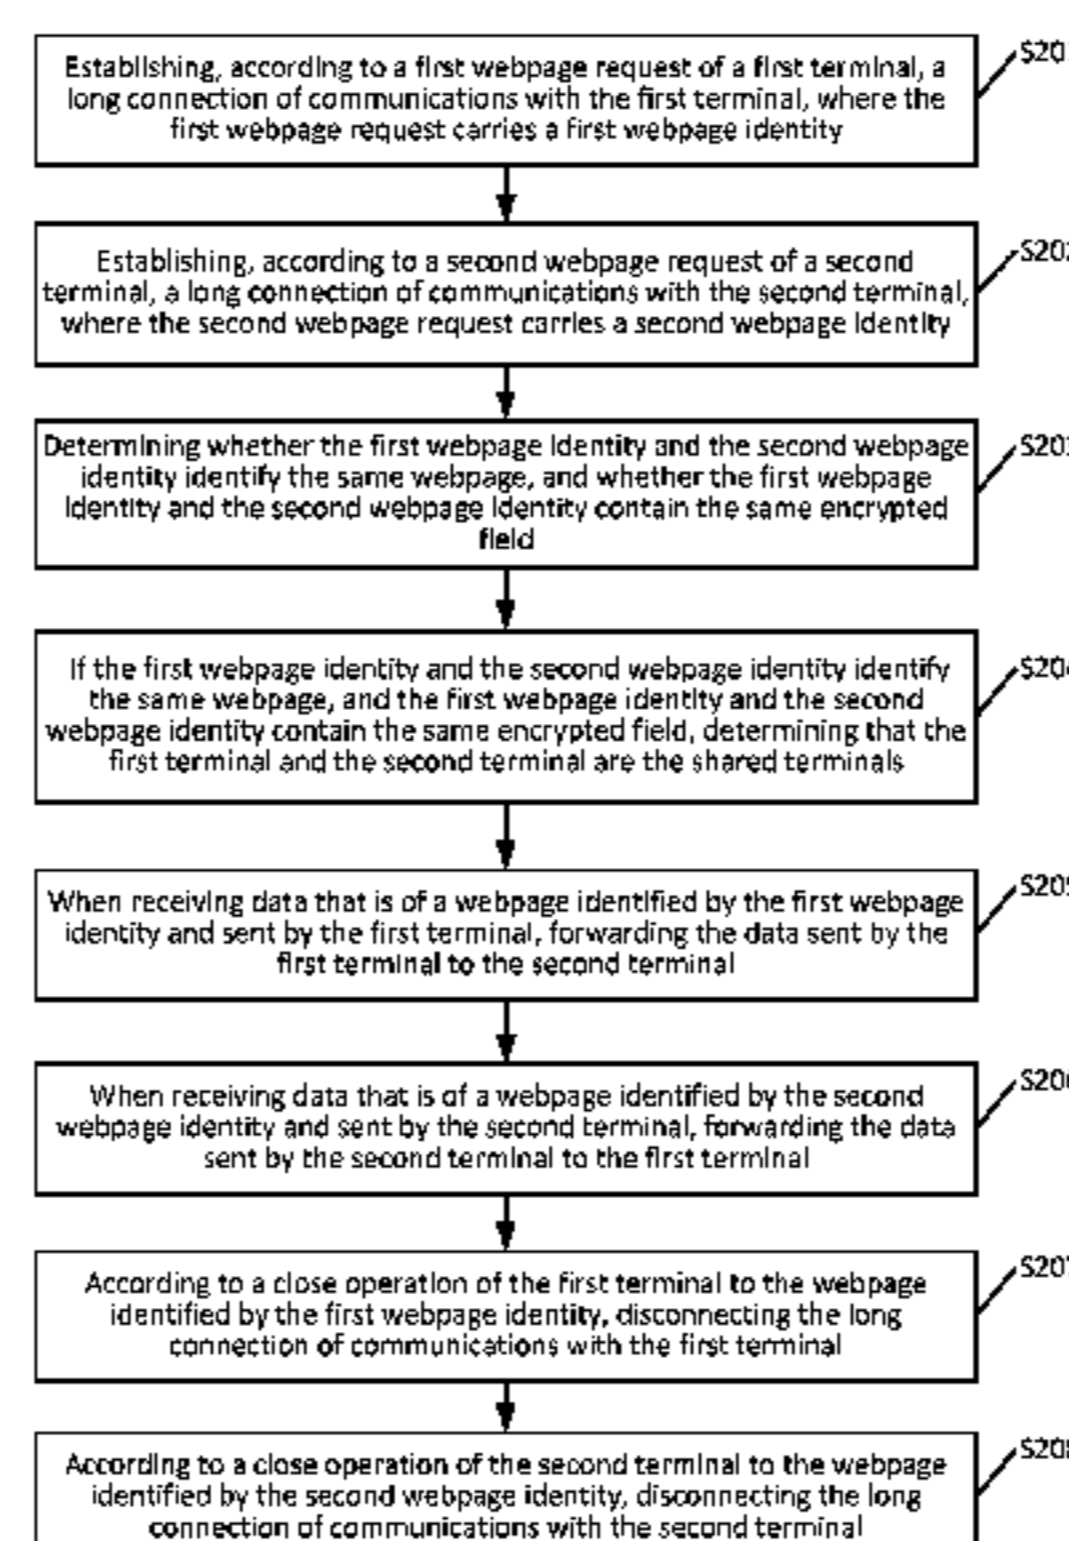 Establishing, according to a first webpage request of a first terminal, a
long connection of communications with the first terminal, where the
first webpage request carries a first webpage identity
S201
Establishing, according to a second webpage request of a second
terminal, a long connection of communications with the second terminal,
where the second webpage request carries a second webpage identity
S202
Determining whether the first webpage identity and the second webpage
identity identify the same webpage, and whether the first webpage
identity and the second webpage identity contain the same encrypted
field
S203
If the first webpage identity and the second webpage identity identify
the same webpage, and the first webpage identity and the second
webpage identity contain the same encrypted field, determining that the
first terminal and the second terminal are the shared terminals
S204
When receiving data that is of a webpage identified by the first webpage
identity and sent by the first terminal, forwarding the data sent by the
first terminal to the second terminal
S205
When receiving data that is of a webpage identified by the second
webpage identity and sent by the second terminal, forwarding the data
sent by the second terminal to the first terminal
S206
According to a close operation of the first terminal to the webpage
identified by the first webpage identity, disconnecting the long
connection of communications with the first terminal
S207
According to a close operation of the second terminal to the webpage
identified by the second webpage identity, disconnecting the long
connection of communications with the second terminal
S208